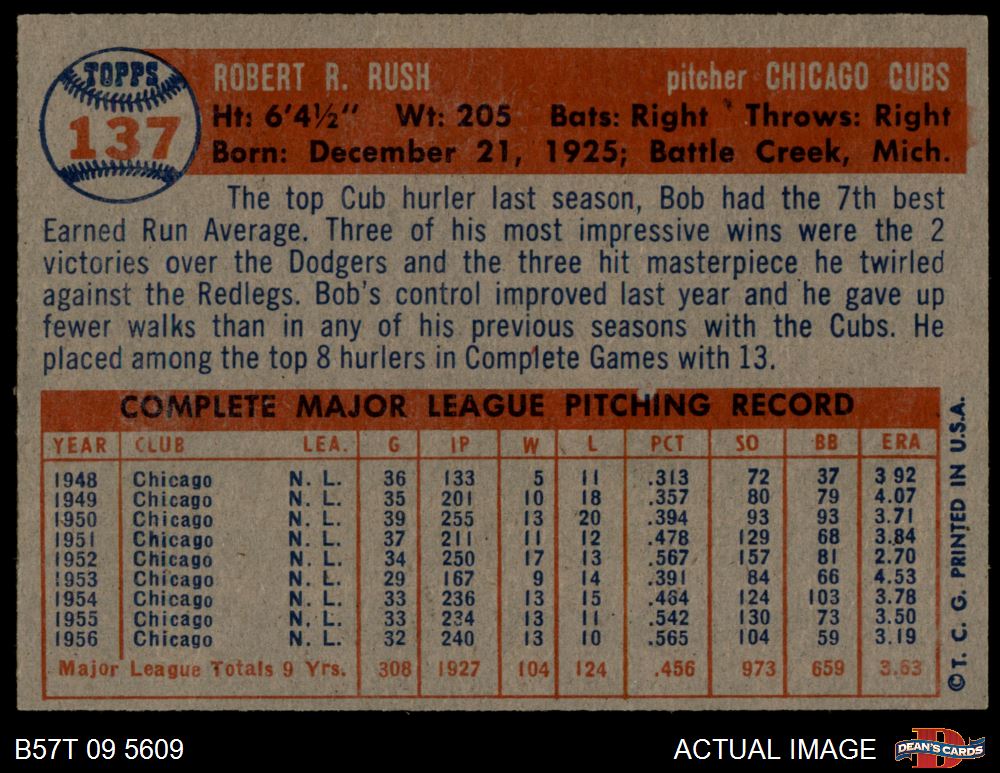 TOPPS
137
ROBERT R. RUSH pitcher CHICAGO CUBS
Ht: 6'4½" Wt: 205 Bats: Right Throws: Right
Born: December 21, 1925; Battle Creek, Mich.
The top Cub hurler last season, Bob had the 7th best
Earned Run Average. Three of his most impressive wins were the 2
victories over the Dodgers and the three hit masterpiece he twirled
against the Redlegs. Bob's control improved last year and he gave up
fewer walks than in any of his previous seasons with the Cubs. He
placed among the top 8 hurlers in Complete Games with 13.
COMPLETE MAJOR LEAGUE PITCHING RECORD
YEAR CLUB LEA. G IP W L PCT SO BB ERA
1948 Chicago N. L. 36 133 5 11 .313 72 37 3 92
1949 Chicago N. L. 35 201 10 18 .357 80 79 4.07
1950 Chicago N. L. 39 255 13 20 .394 93 93 3.71
1951 Chicago N. L. 37 211 11 12 .478 129 68 3.84
1952 Chicago N. L. 34 250 17 13 .567 157 81 2.70
1953 Chicago N. L. 29 167 9 14 .391 84 66 4.53
1954 Chicago N. L. 33 236 13 15 .464 124 103 3.78
1955 Chicago N. L. 33 234 13 11 .542 130 73 3.50
1956 Chicago N. L. 32 240 13 10 .565 104 59 3.19
Major League Totals 9 Yrs. 308 1927 104 124 .456 973 659 3.63
©T. C. G. PRINTED IN U.S.A.
B57T 09 5609 ACTUAL IMAGE
D
DEAN'S CARDS